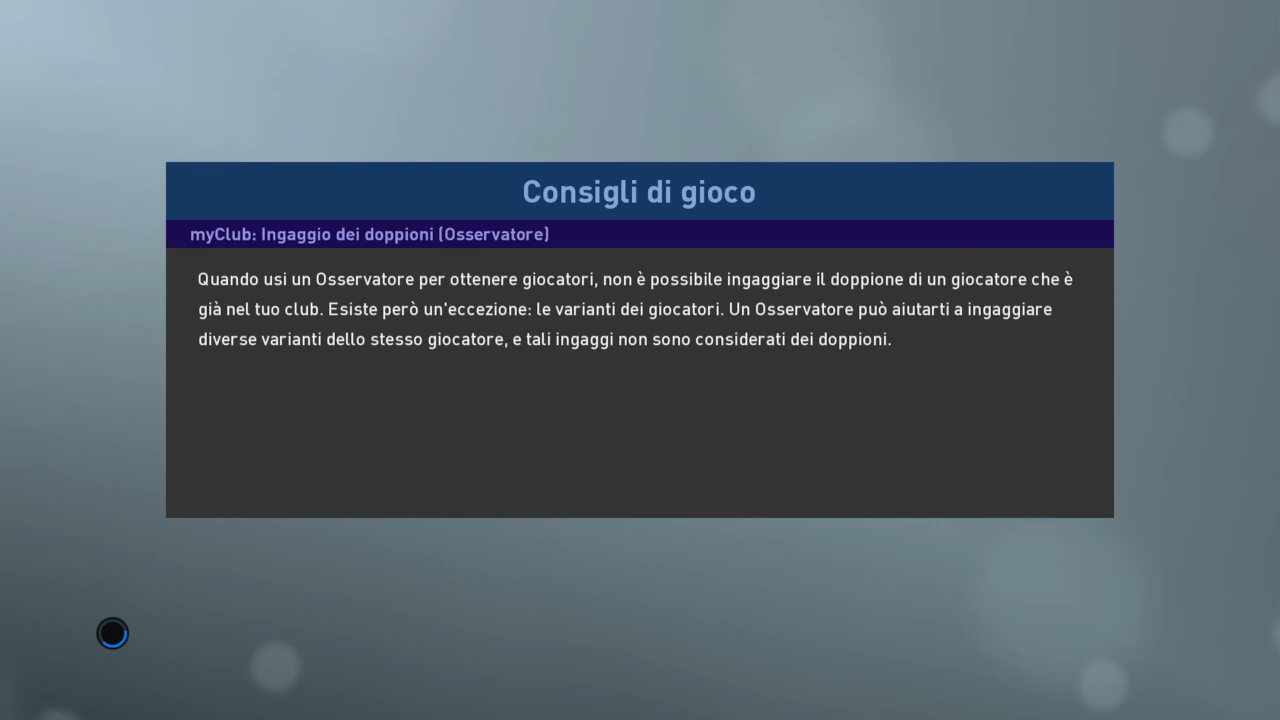 Consigli di gioco
myClub: Ingaggio dei doppioni (Osservatore)
Quando usi un Osservatore per ottenere giocatori, non è possibile ingaggiare il doppione di un giocatore che è
già nel tuo club. Esiste però un'eccezione: le varianti dei giocatori. Un Osservatore può aiutarti a ingaggiare
diverse varianti dello stesso giocatore, e tali ingaggi non sono considerati dei doppioni.